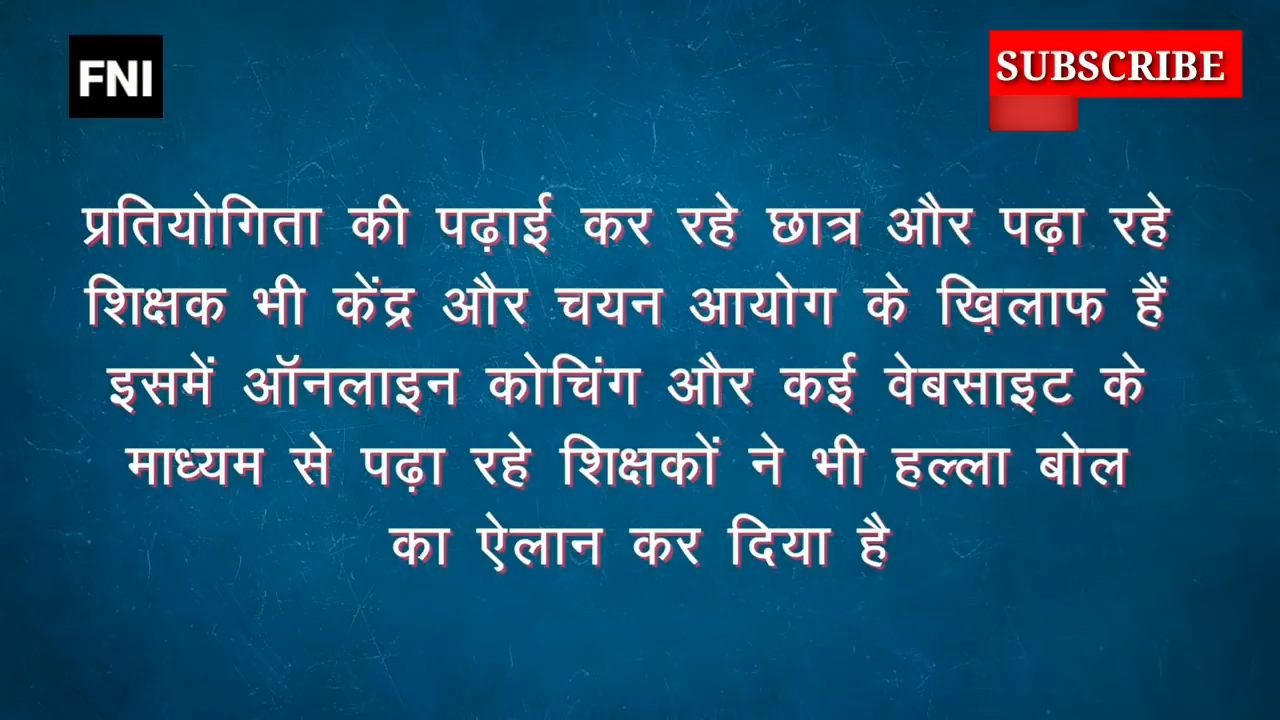 FNI
SUBSCRIBE
प्रतियोगिता की पढ़ाई कर रहे छात्र और पढ़ा रहे
शिक्षक भी केंद्र और चयन आयोग के ख़िलाफ हैं
इसमें ऑनलाइन कोचिंग और कई वेबसाइट के
माध्यम से पढ़ा रहे शिक्षकों ने भी हल्ला बोल
का ऐलान कर दिया है